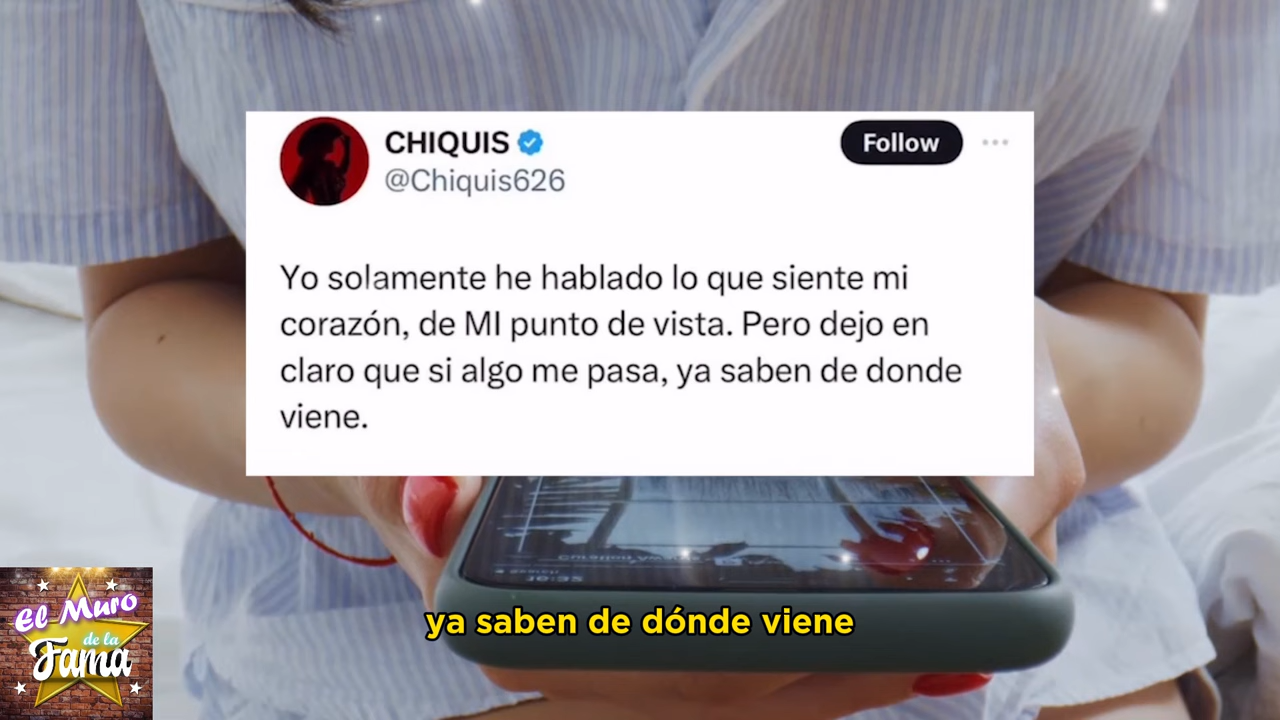 CHIQUIS
Follow
@Chiquis626
Yo solamente he hablado lo que siente mi
corazón, de MI punto de vista. Pero dejo en
claro que si algo me pasa, ya saben de donde
viene.
10:32
ya saben de dónde viene
El Muro
de la
Fama